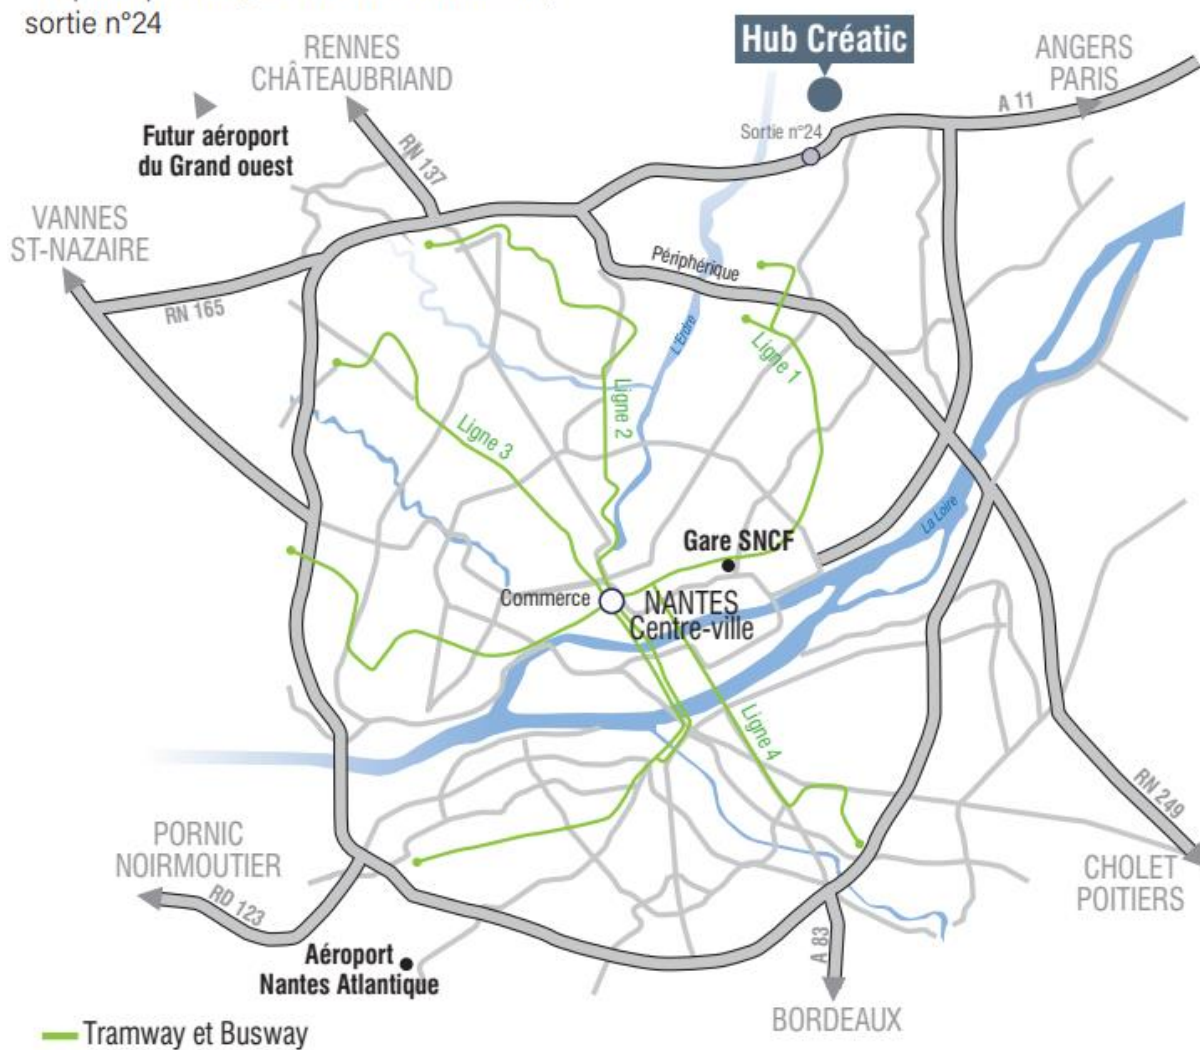 sortie n°24
RENNES
CHÂTEAUBRIAND
Hub Créatic
ANGERS
PARIS
A 11
Sortie n°24
Futur aéroport
du Grand ouest
RN 137
VANNES
ST-NAZAIRE
RN 165
Périphérique
L'Erdre
Ligne 1
Ligne 2
Ligne 3
La Loire
Gare SNCF
Commerce
NANTES
Centre-ville
Ligne 4
RN 249
PORNIC
NOIRMOUTIER
RD 123
CHOLET
POITIERS
A 83
Aéroport
Nantes Atlantique
BORDEAUX
Tramway et Busway